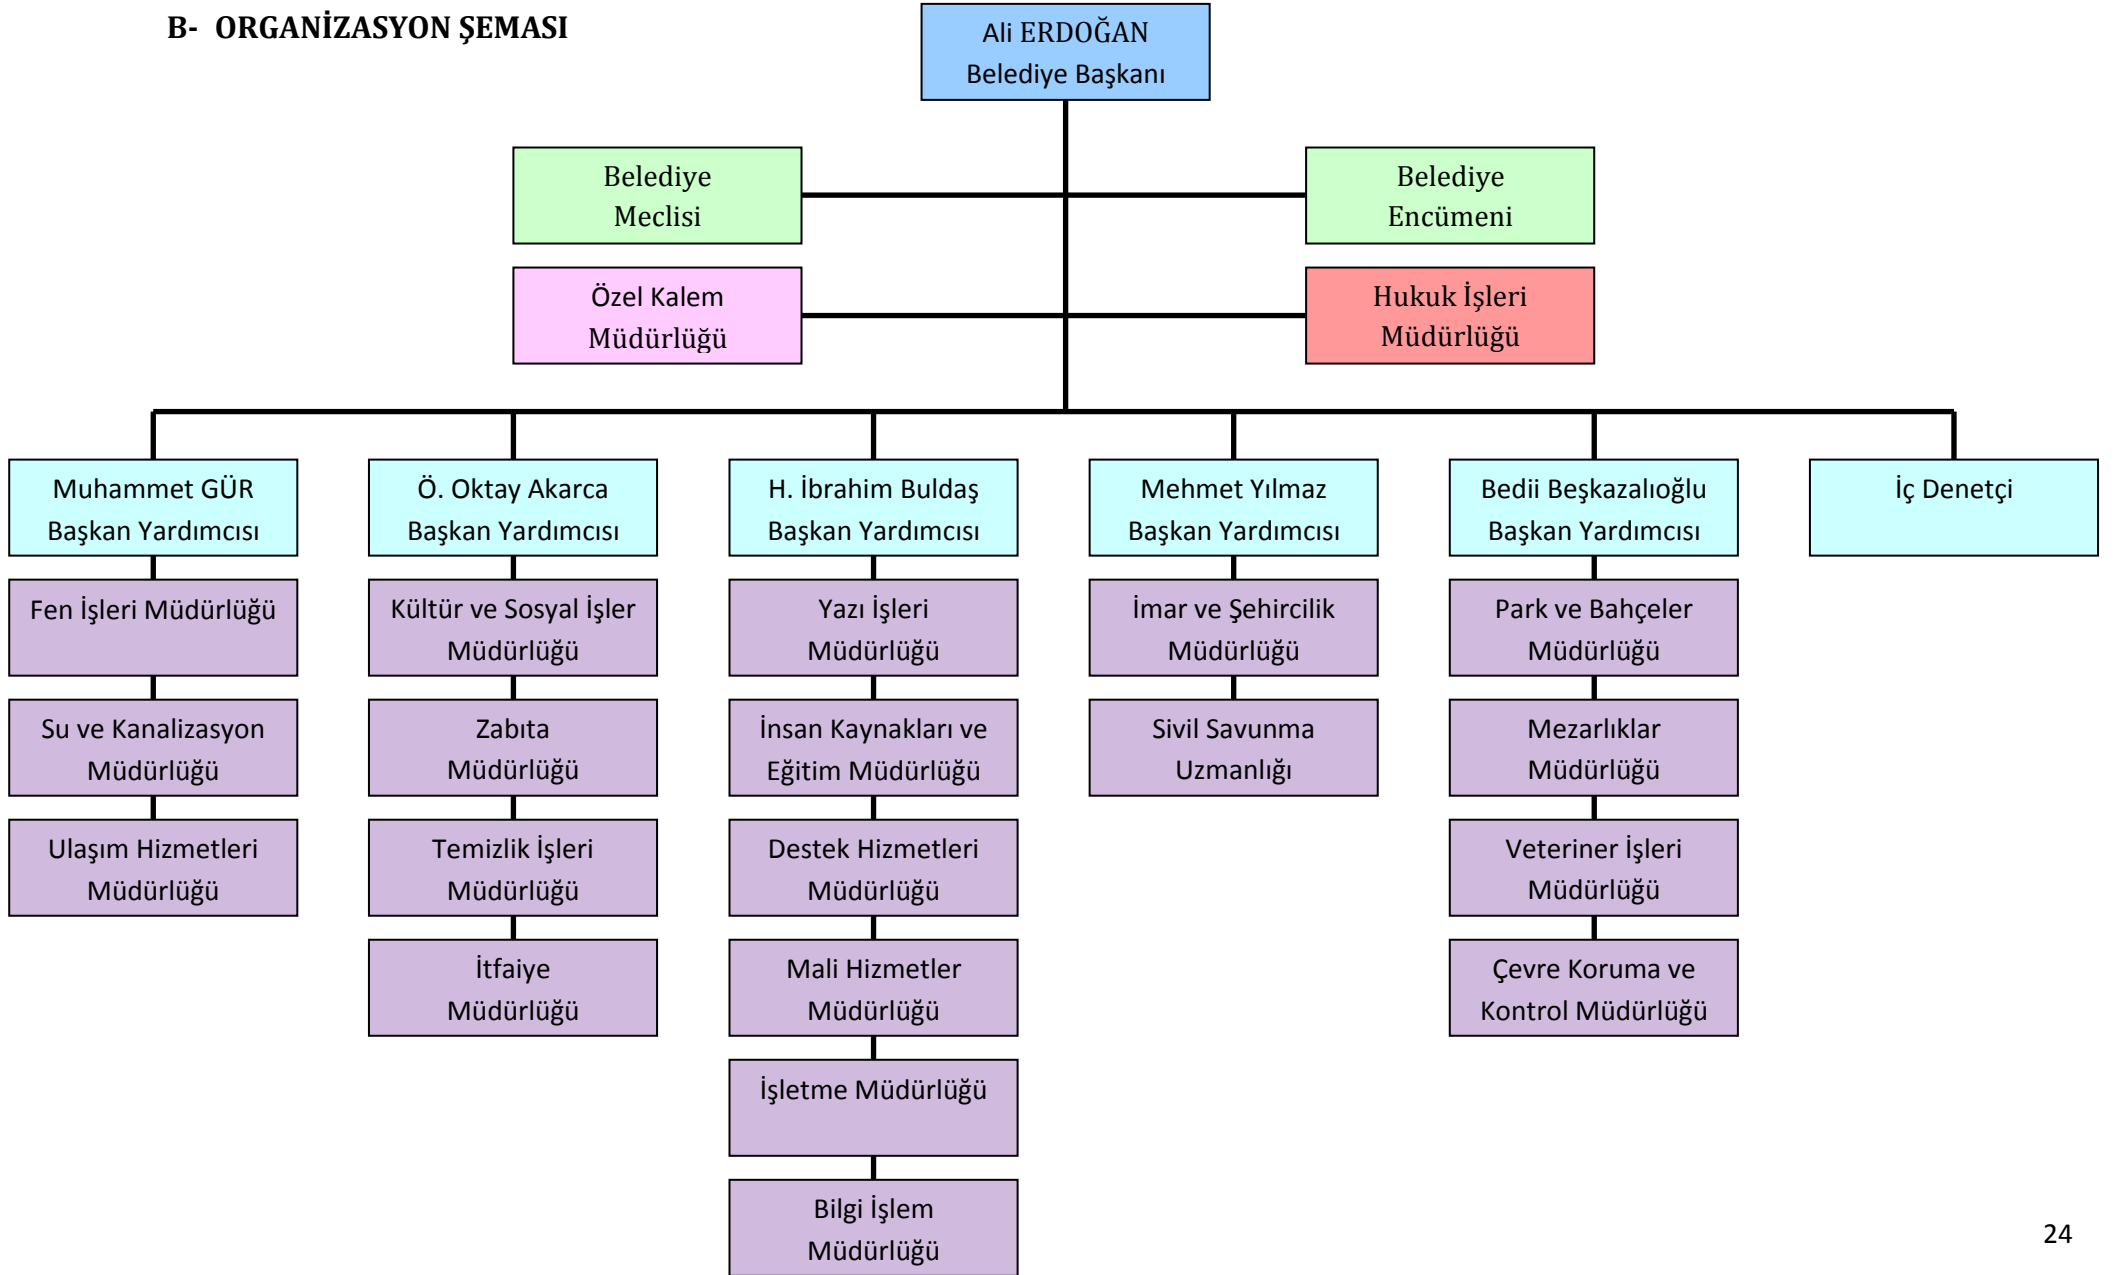 B- ORGANİZASYON ŞEMASI
Ali ERDOĞAN
Belediye Başkanı
Belediye
Meclisi
Belediye
Encümeni
Özel Kalem
Müdürlüğü
Hukuk İşleri
Müdürlüğü
Muhammet GÜR
Başkan Yardımcısı
Fen İşleri Müdürlüğü
Su ve Kanalizasyon
Müdürlüğü
Ulaşım Hizmetleri
Müdürlüğü
Ö. Oktay Akarca
Başkan Yardımcısı
Kültür ve Sosyal İşler
Müdürlüğü
Zabıta
Müdürlüğü
Temizlik İşleri
Müdürlüğü
İtfaiye
Müdürlüğü
H. İbrahim Buldaş
Başkan Yardımcısı
Yazı İşleri
Müdürlüğü
İnsan Kaynakları ve
Eğitim Müdürlüğü
Destek Hizmetleri
Müdürlüğü
Mali Hizmetler
Müdürlüğü
İşletme Müdürlüğü
Bilgi İşlem
Müdürlüğü
Mehmet Yılmaz
Başkan Yardımcısı
İmar ve Şehircilik
Müdürlüğü
Sivil Savunma
Uzmanlığı
Bedii Beşkazalıoğlu
Başkan Yardımcısı
Park ve Bahçeler
Müdürlüğü
Mezarlıklar
Müdürlüğü
Veteriner İşleri
Müdürlüğü
Çevre Koruma ve
Kontrol Müdürlüğü
İç Denetçi
24